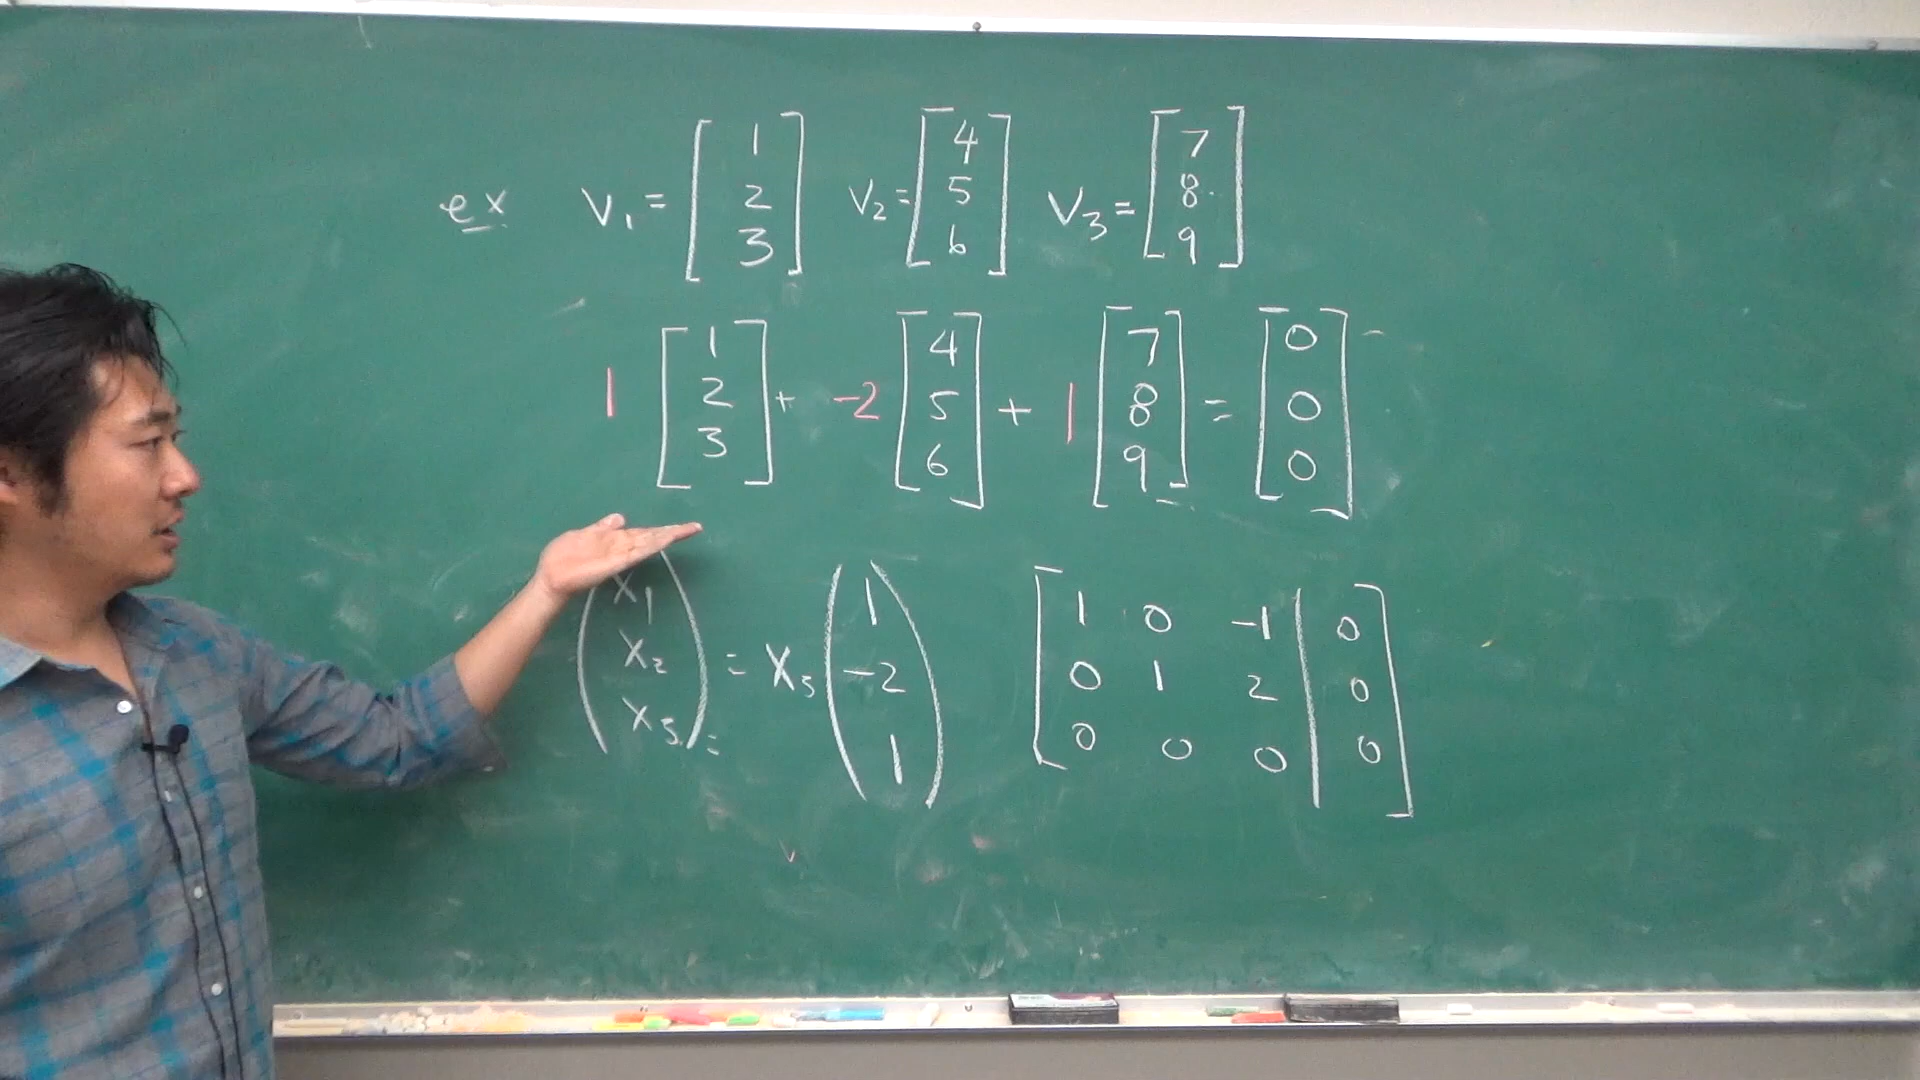 ex V₁ = [1 2 3] V₂ = [4 5 6] V₃ = [7 8 9]
1 [1 2 3] + -2 [4 5 6] + 1 [7 8 9] = [0 0 0]
(x₁ x₂ x₃) = x₃ (1 -2 1)
[1 0 -1 | 0
0 1 2 | 0
0 0 0 | 0]